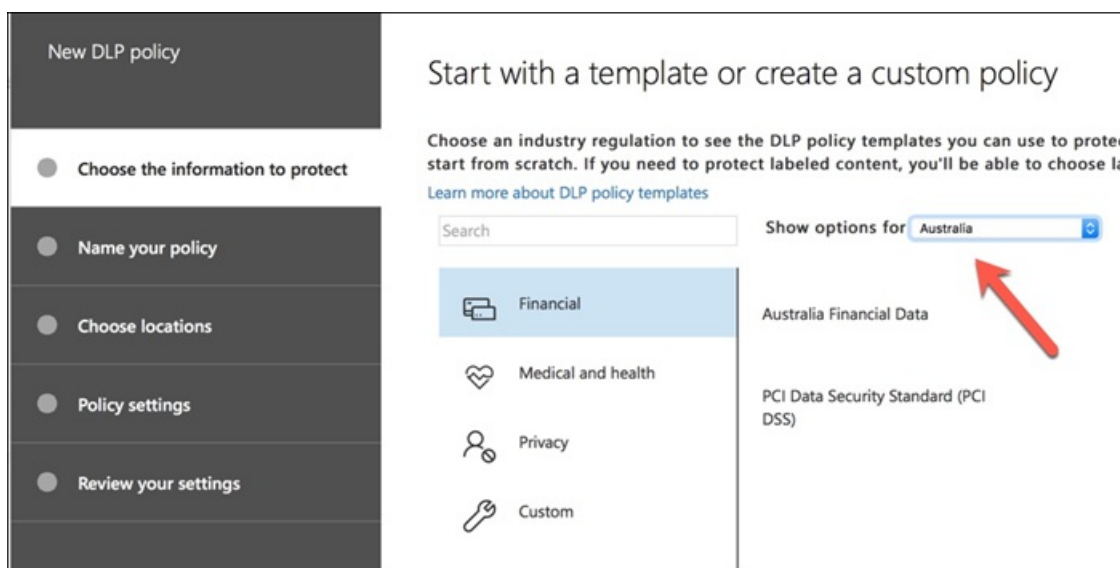 New DLP policy
Choose the information to protect
Name your policy
Choose locations
Policy settings
Review your settings
Start with a template or create a custom policy
Choose an industry regulation to see the DLP policy templates you can use to
start from scratch. If you need to protect labeled content, you'll be able to choose
Learn more about DLP policy templates
Search
Show options for Australia
Financial
Medical and health
Privacy
Custom
Australia Financial Data
PCI Data Security Standard (PCI
DSS)